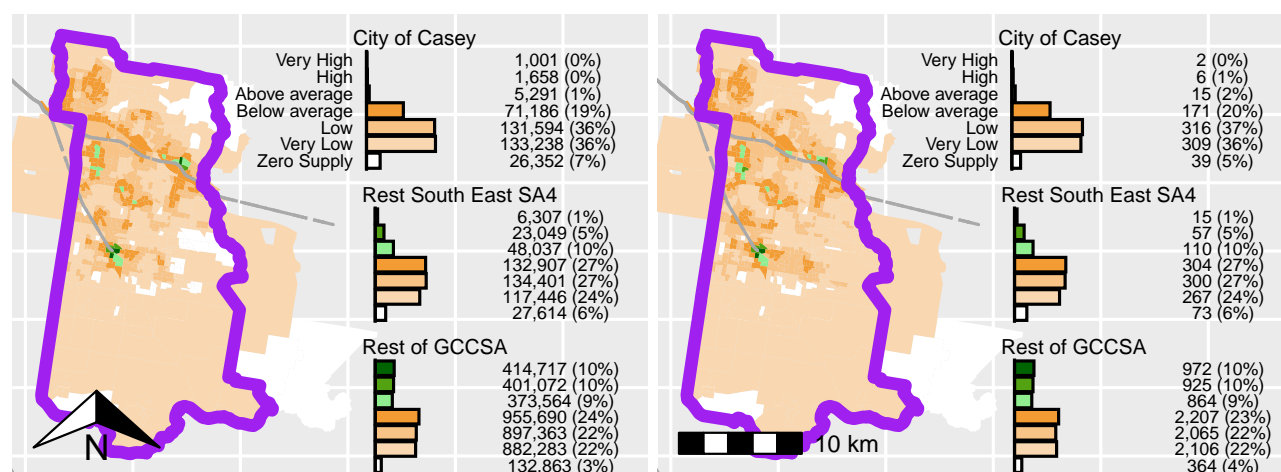 City of Casey
Very High 1,001 (0%)
High 1,658 (0%)
Above average 5,291 (1%)
Below average 71,186 (19%)
Low 131,594 (36%)
Very Low 133,238 (36%)
Zero Supply 26,352 (7%)
Rest South East SA4
6,307 (1%)
23,049 (5%)
48,037 (10%)
132,907 (27%)
134,401 (27%)
117,446 (24%)
27,614 (6%)
Rest of GCCSA
414,717 (10%)
401,072 (10%)
373,564 (9%)
955,690 (24%)
897,363 (22%)
882,283 (22%)
132,863 (3%)
N
City of Casey
Very High 2 (0%)
High 6 (1%)
Above average 15 (2%)
Below average 171 (20%)
Low 316 (37%)
Very Low 309 (36%)
Zero Supply 39 (5%)
Rest South East SA4
15 (1%)
57 (5%)
110 (10%)
304 (27%)
300 (27%)
267 (24%)
73 (6%)
Rest of GCCSA
972 (10%)
925 (10%)
864 (9%)
2,207 (23%)
2,065 (22%)
2,106 (22%)
364 (4%)
10 km